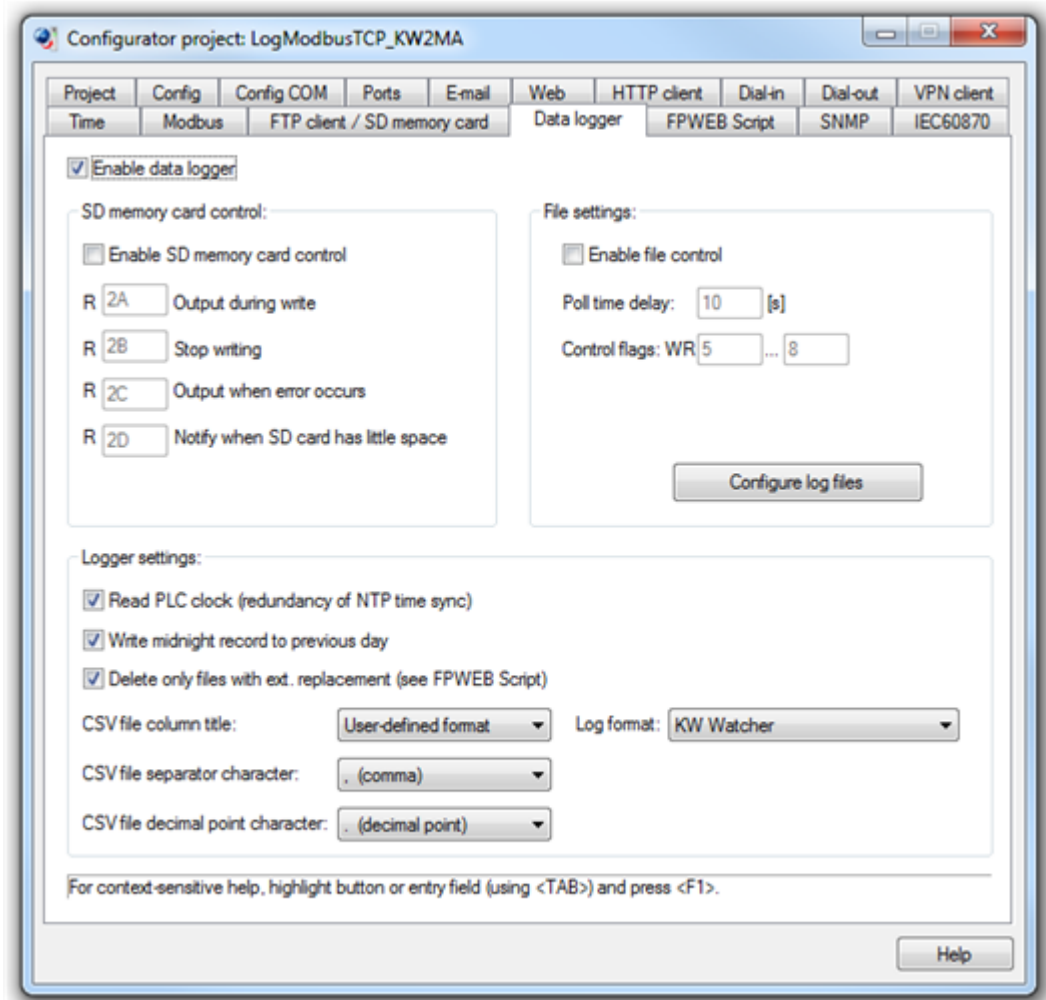 Configurator project: LogModbusTCP_KW2MA
Project Config Config COM Ports E-mail Web HTTP client Dial-in Dial-out VPN client
Time Modbus FTP client / SD memory card Data logger FPWEB Script SNMP IEC60870
Enable data logger
SD memory card control:
Enable SD memory card control
R 2A Output during write
R 2B Stop writing
R 2C Output when error occurs
R 2D Notify when SD card has little space
File settings:
Enable file control
Poll time delay: 10 [s]
Control flags: WR 5 ... 8
Configure log files
Logger settings:
Read PLC clock (redundancy of NTP time sync)
Write midnight record to previous day
Delete only files with ext. replacement (see FPWEB Script)
CSV file column title: User-defined format Log format: KW Watcher
CSV file separator character: , (comma)
CSV file decimal point character: . (decimal point)
For context-sensitive help, highlight button or entry field (using <TAB>) and press <F1>.
Help